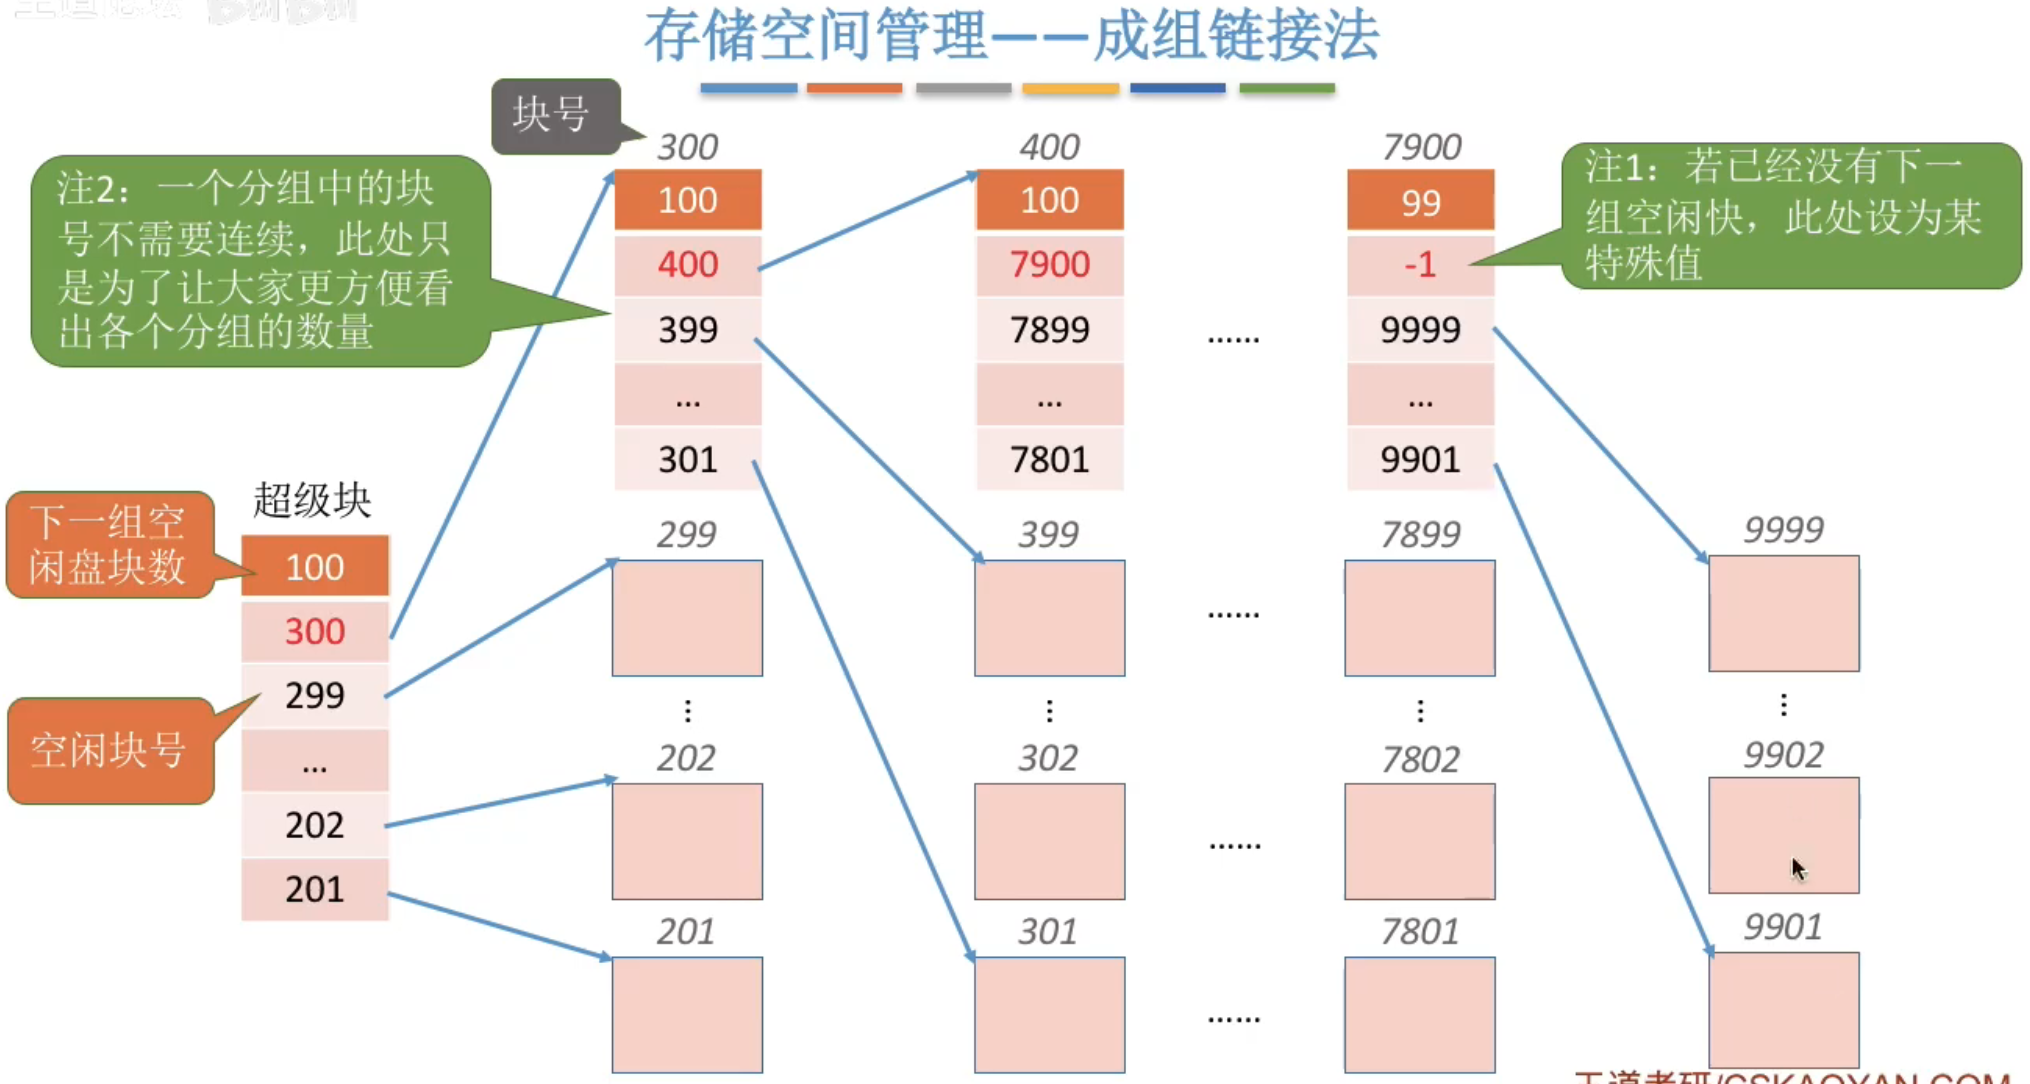 存储空间管理——成组链接法
块号
300
400
7900
注2：一个分组中的块
号不需要连续，此处只
是为了让大家更方便看
出各个分组的数量
100
400
399
...
301
100
7900
7899
...
7801
......
99
-1
9999
...
9901
注1：若已经没有下一
组空闲快，此处设为某
特殊值
下一组空
闲盘块数
空闲块号
超级块
100
300
299
...
202
201
299
399
......
7899
9999
202
302
......
7802
9902
201
301
......
7801
9901
王道考研/CSKAOYAN.COM